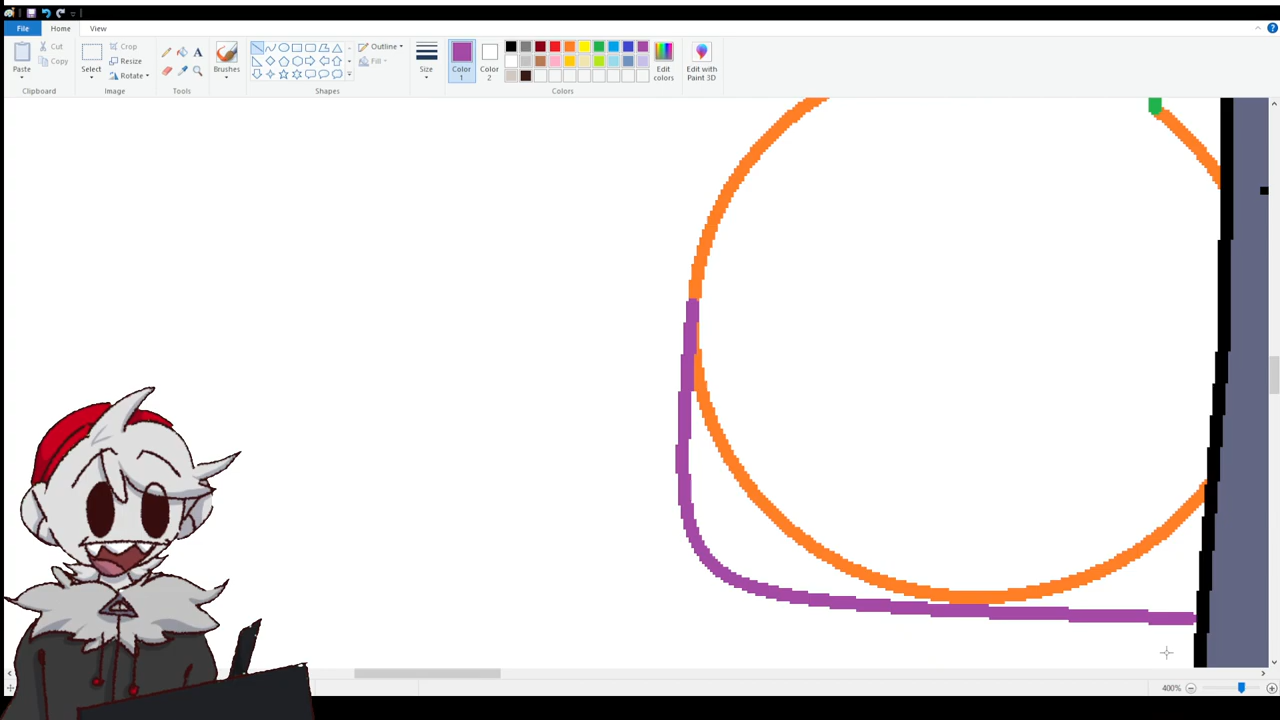 File Home View
Paste Cut Copy
Clipboard
Select Crop Resize Rotate
Image
A
Tools
Brushes
Outline Fill
Shapes
Size
Color 1
Color 2
Edit colors
Colors
Edit with Paint 3D
400%